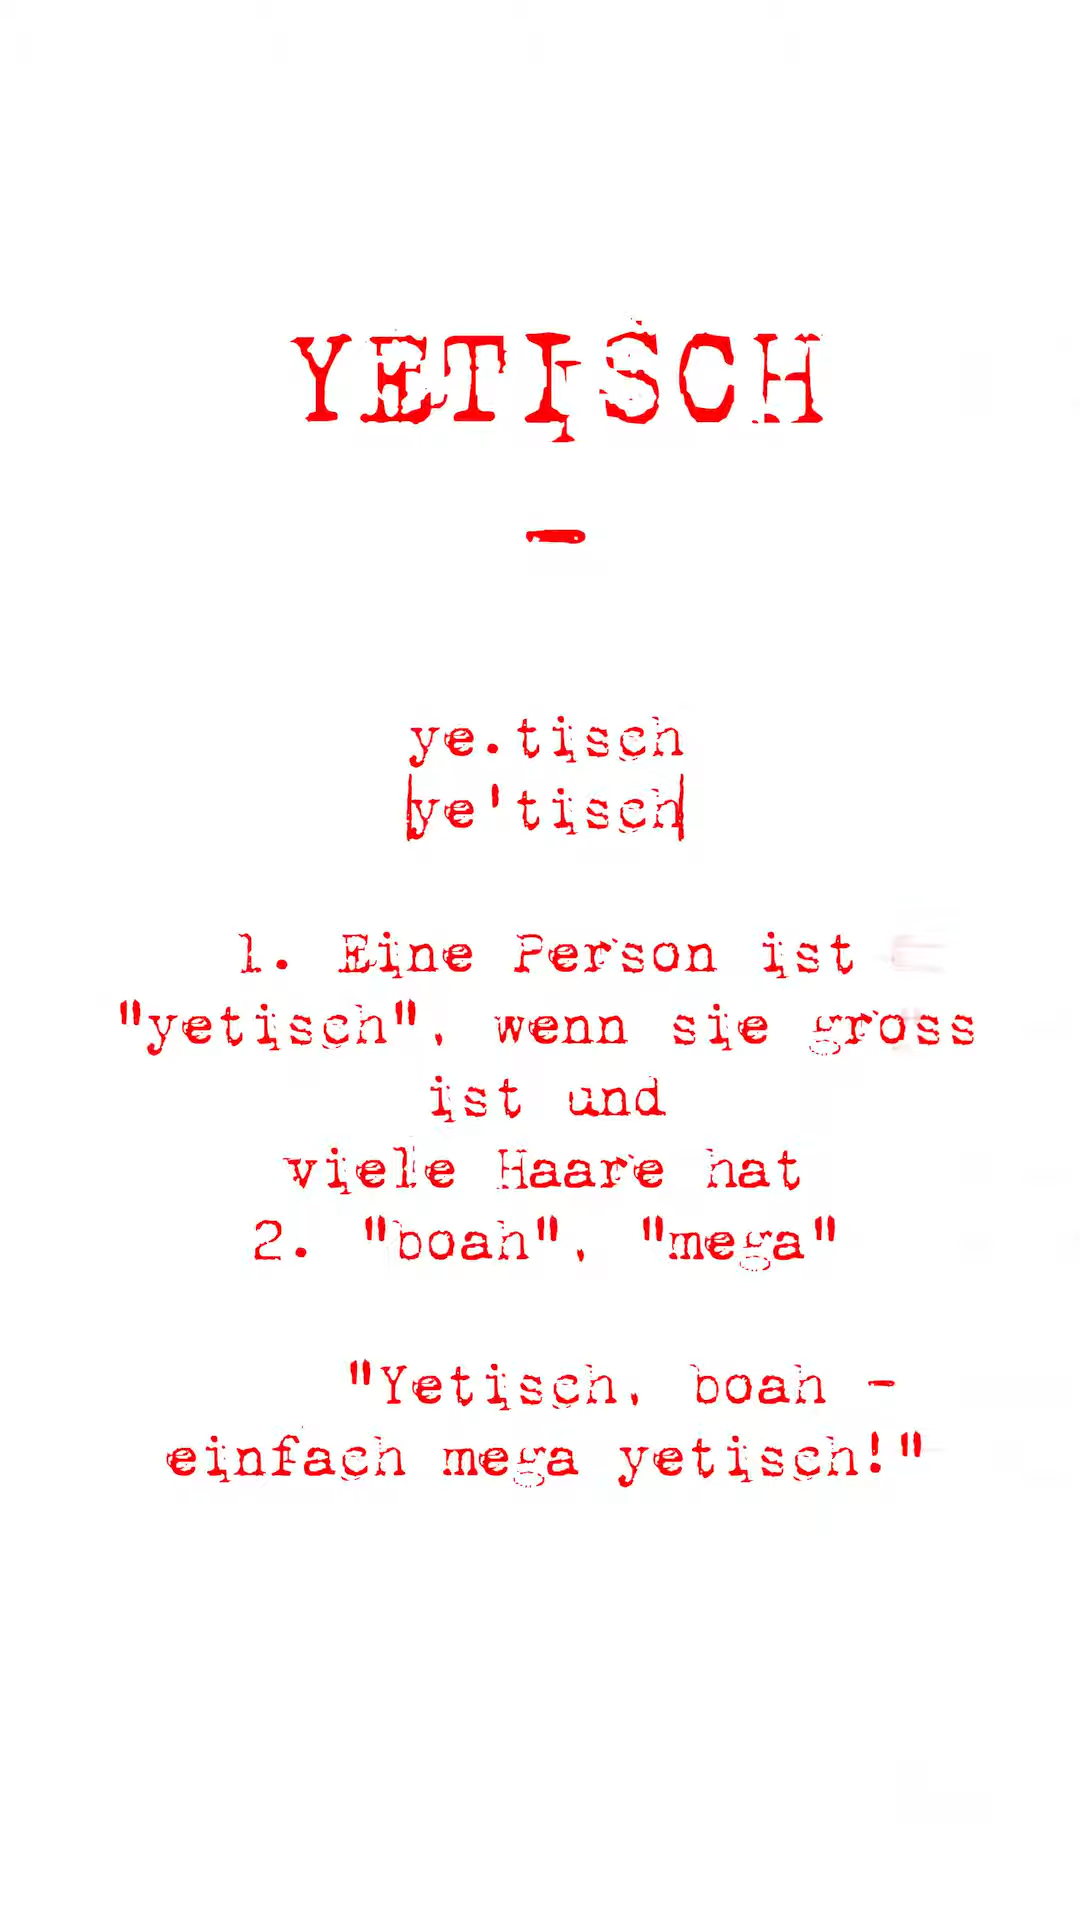 YETISCH
-
ye.tisch
|ye'tisch|
1. Eine Person ist
"yetisch", wenn sie gross
ist und
viele Haare hat
2. "boah", "mega"
"Yetisch, boah -
einfach mega yetisch!"